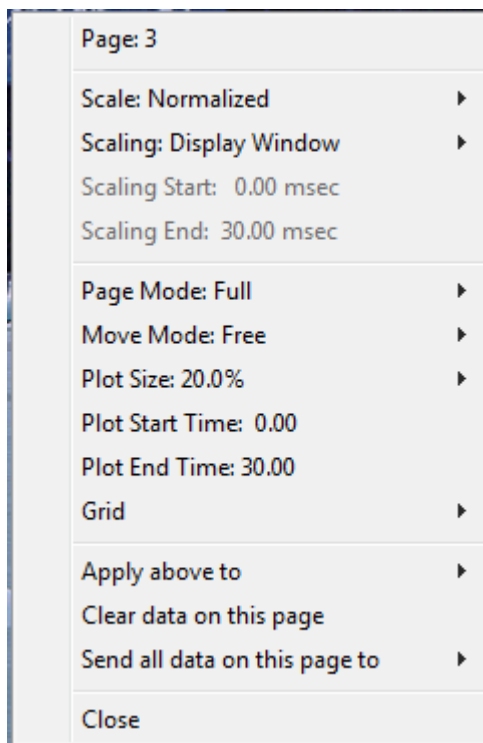 Page: 3
Scale: Normalized
Scaling: Display Window
Scaling Start:   0.00 msec
Scaling End:  30.00 msec
Page Mode: Full
Move Mode: Free
Plot Size: 20.0%
Plot Start Time:  0.00
Plot End Time: 30.00
Grid
Apply above to
Clear data on this page
Send all data on this page to
Close